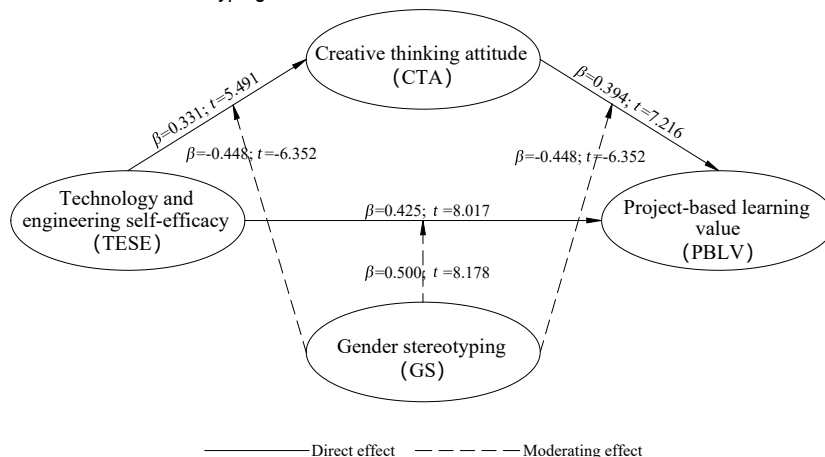 Creative thinking attitude
(CTA)
β=0.331; t=5.491
β=0.394; t=7.216
β=-0.448; t=-6.352
β=-0.448; t=-6.352
Technology and
engineering self-efficacy
(TESE)
β=0.425; t=8.017
Project-based learning
value
(PBLV)
β=0.500; t=8.178
Gender stereotyping
(GS)
Direct effect
Moderating effect